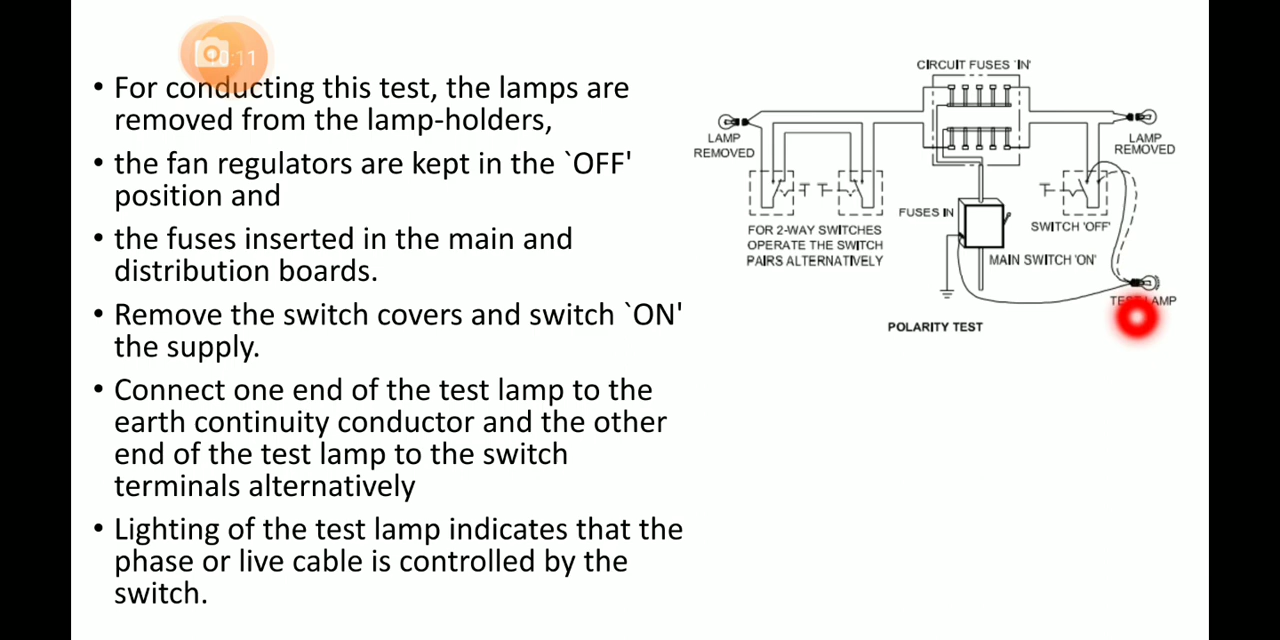 10:11
• For conducting this test, the lamps are
removed from the lamp-holders,
• the fan regulators are kept in the `OFF'
position and
• the fuses inserted in the main and
distribution boards.
• Remove the switch covers and switch `ON'
the supply.
• Connect one end of the test lamp to the
earth continuity conductor and the other
end of the test lamp to the switch
terminals alternatively
• Lighting of the test lamp indicates that the
phase or live cable is controlled by the
switch.
CIRCUIT FUSES 'IN'
LAMP
REMOVED
LAMP
REMOVED
FOR 2-WAY SWITCHES
OPERATE THE SWITCH
PAIRS ALTERNATIVELY
FUSES IN
SWITCH 'OFF'
MAIN SWITCH 'ON'
TEST LAMP
POLARITY TEST